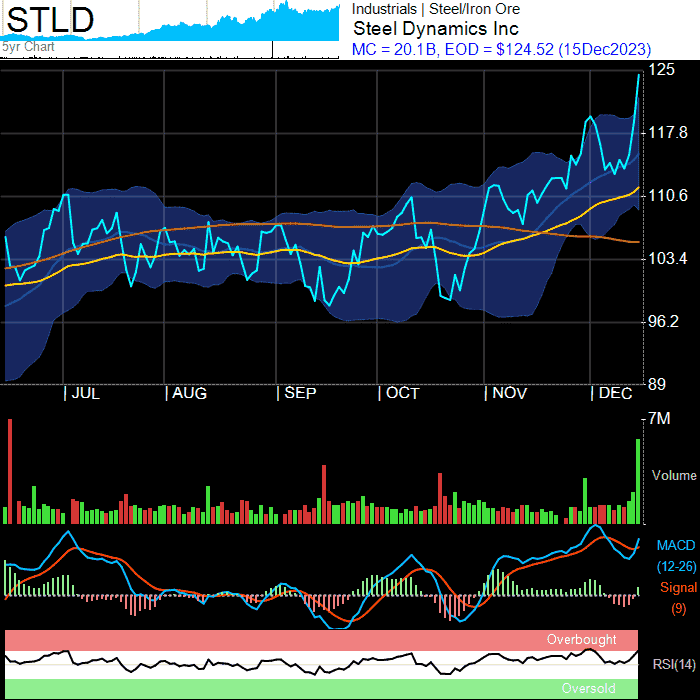 STLD
5yr Chart
Industrials | Steel/Iron Ore
Steel Dynamics Inc
MC = 20.1B, EOD = $124.52 (15Dec2023)
125
117.8
110.6
103.4
96.2
89
| JUL | AUG | SEP | OCT | NOV | DEC
7M
Volume
MACD
(12-26)
Signal
(9)
Overbought
RSI(14)
Oversold